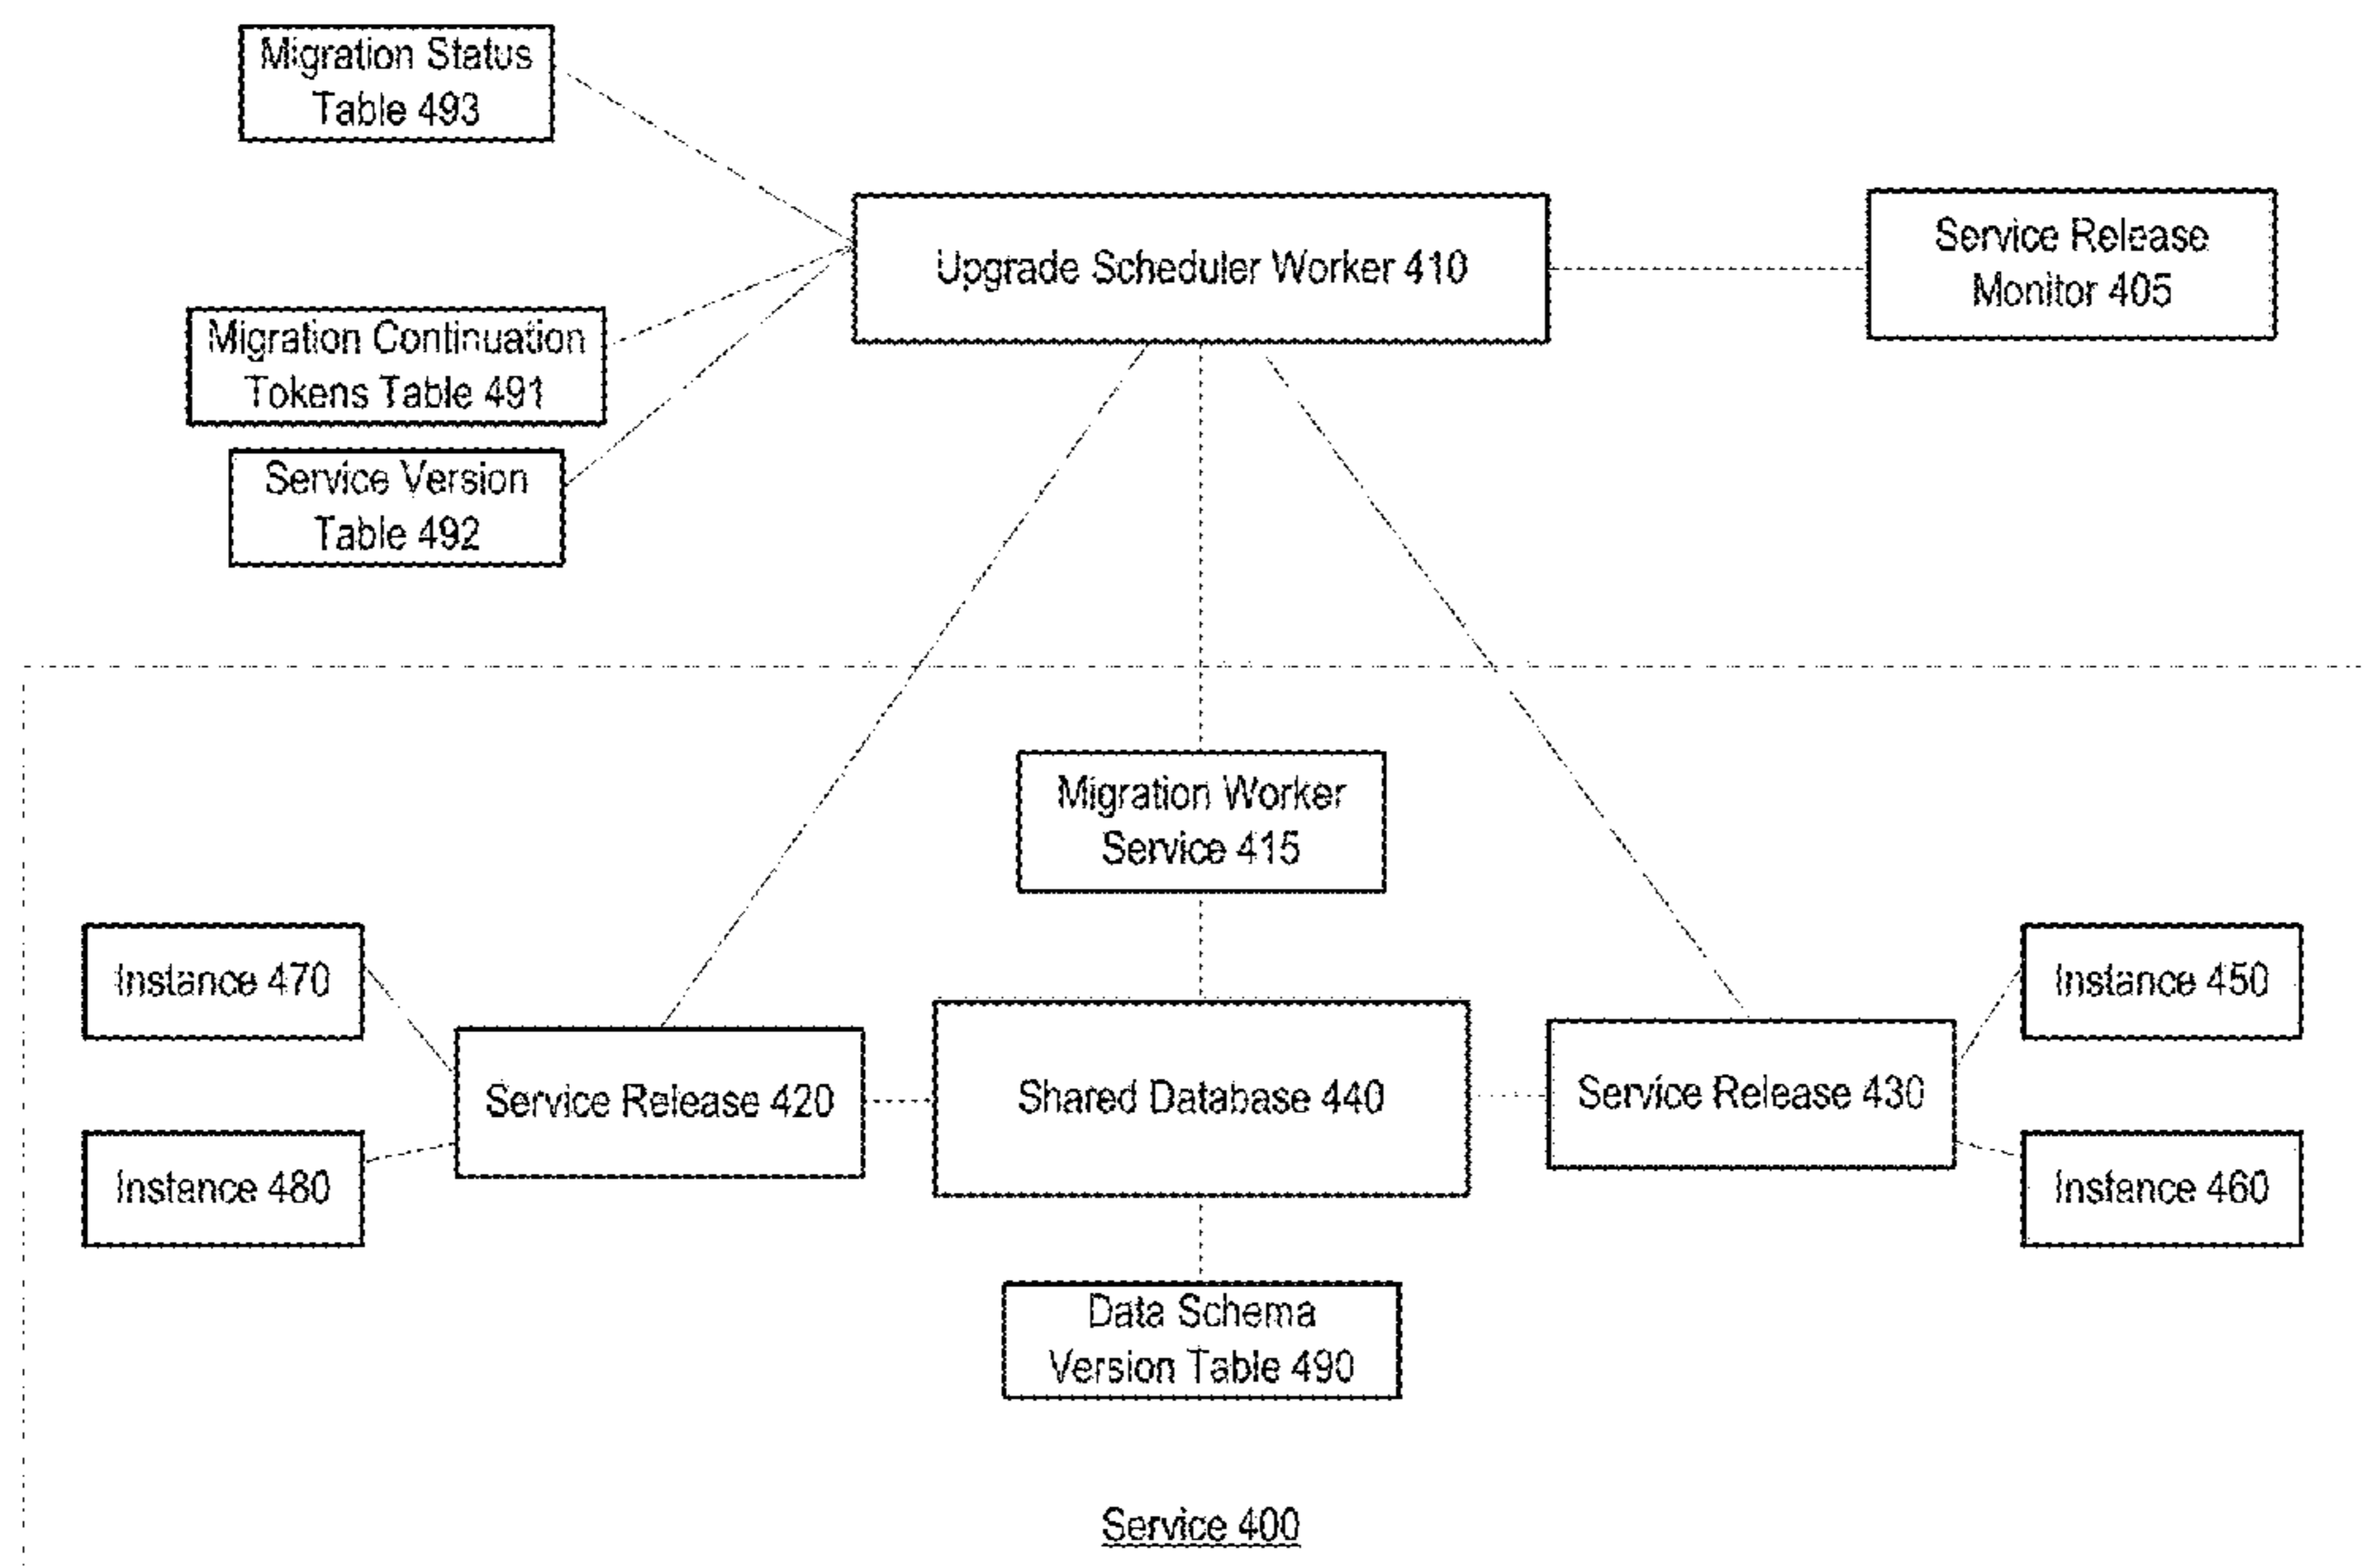 Migration Status
Table 493
Upgrade Scheduler Worker 410
Service Release
Monitor 405
Migration Continuation
Tokens Table 491
Service Version
Table 492
Migration Worker
Service 415
Instance 470
Instance 450
Service Release 420
Shared Database 440
Service Release 430
Instance 480
Instance 460
Data Schema
Version Table 490
Service 400